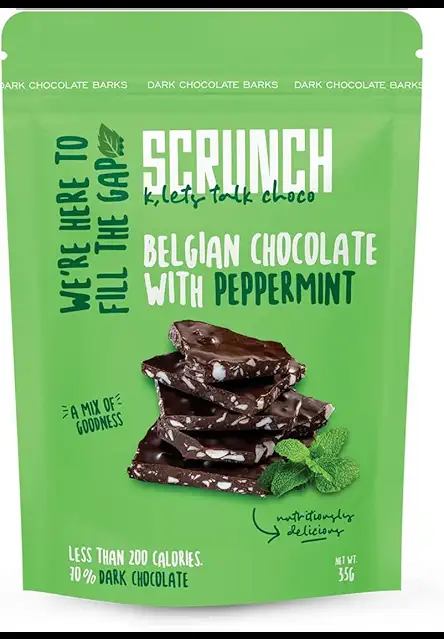 DARK CHOCOLATE BARKS DARK CHOCOLATE BARKS DARK CHOCOLATE BARKS
WE'RE HERE TO
FILL THE GAP
SCRUNCH
k, lets talk choco
BELGIAN CHOCOLATE
WITH PEPPERMINT
A MIX OF
GOODNESS
nutritionally
delicious
LESS THAN 200 CALORIES.
70% DARK CHOCOLATE
NET WT.
35G